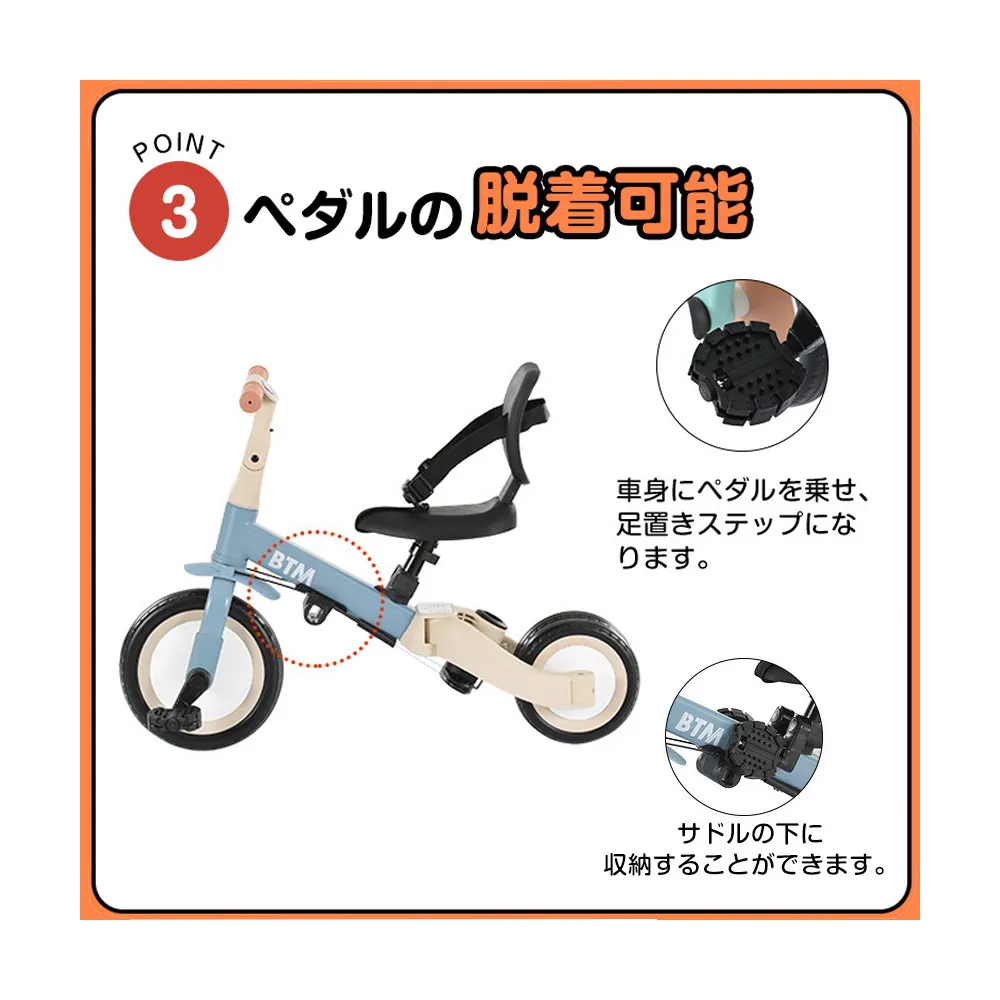 POINT
3
ペダルの脱着可能
車身にペダルを乗せ、
足置きステップにな
ります。
BTM
BTM
サドルの下に
収納することができます。